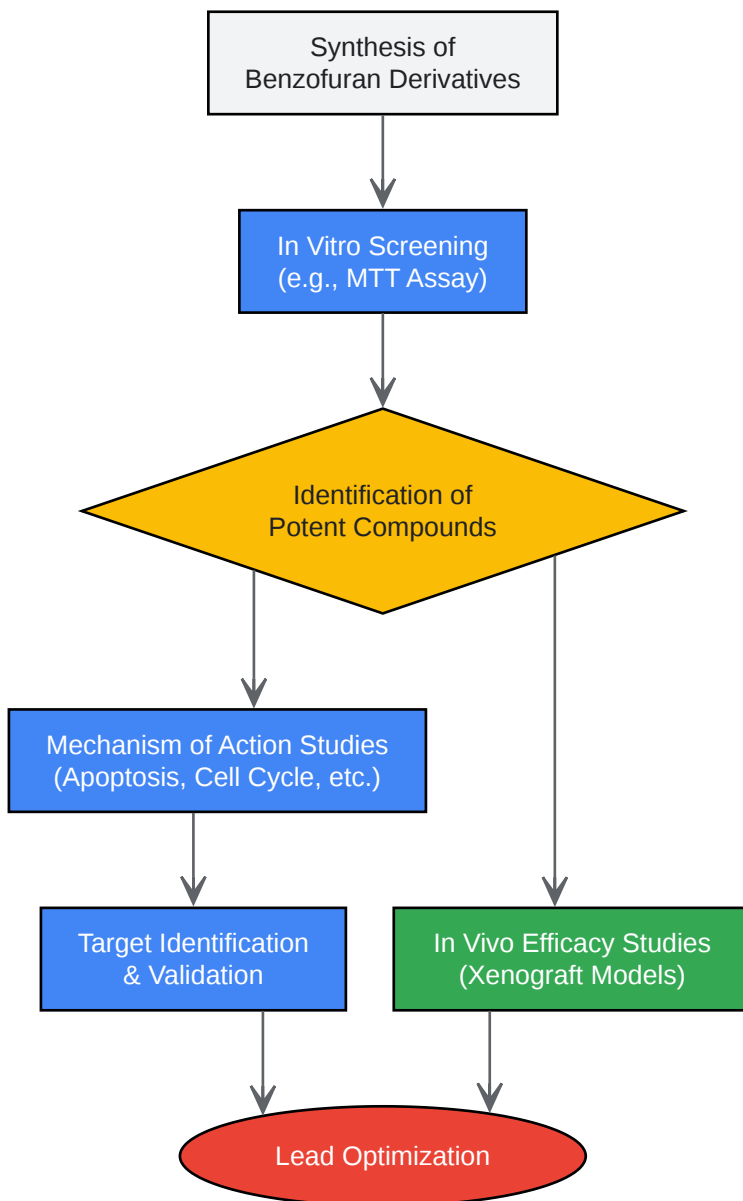 Synthesis of
Benzofuran Derivatives
In Vitro Screening
(e.g., MTT Assay)
Identification of
Potent Compounds
Mechanism of Action Studies
(Apoptosis, Cell Cycle, etc.)
Target Identification
& Validation
In Vivo Efficacy Studies
(Xenograft Models)
Lead Optimization